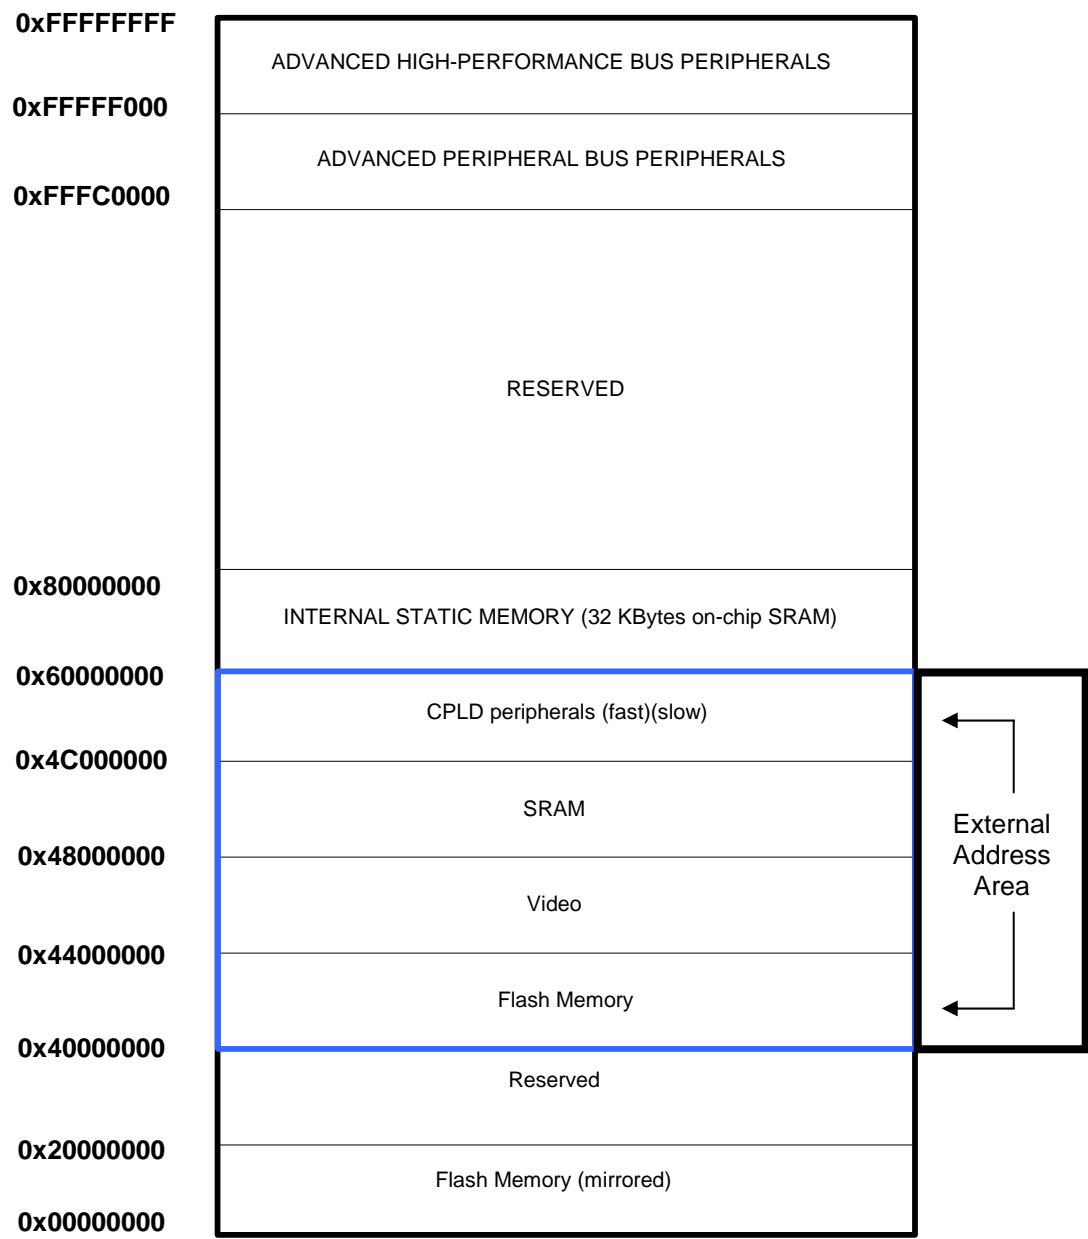 0xFFFFFFFF
ADVANCED HIGH-PERFORMANCE BUS PERIPHERALS
0xFFFFF000
ADVANCED PERIPHERAL BUS PERIPHERALS
0xFFFC0000
RESERVED
0x80000000
INTERNAL STATIC MEMORY (32 KBytes on-chip SRAM)
0x60000000
CPLD peripherals (fast)(slow)
0x4C000000
SRAM
External
Address
Area
0x48000000
Video
0x44000000
Flash Memory
0x40000000
Reserved
0x20000000
Flash Memory (mirrored)
0x00000000